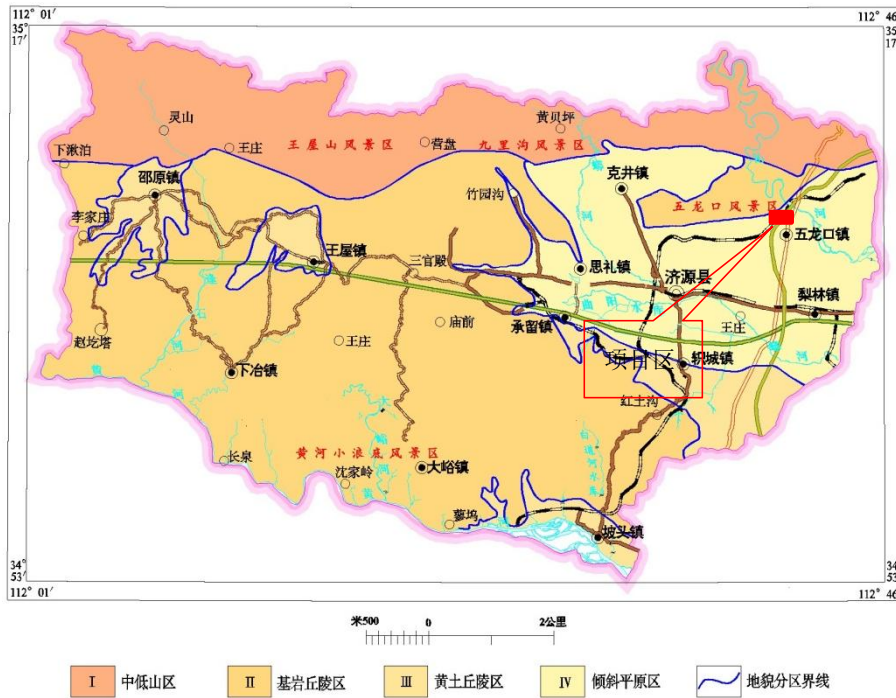 112° 01′
112° 46′
35°
17′
35°
17′
灵山
黄贝坪
王庄
王屋山风景区
营盘
九里沟风景区
下湫泊
克井镇
邵原镇
竹园沟
五龙口风景区
李家庄
五龙口镇
王屋镇
三官殿
思礼镇
济源县
梨林镇
承留镇
王庄
庙前
赵圪塔
王庄
项目区
轵城镇
下冶镇
红土沟
黄河小浪底风景区
长泉
沈家岭
大峪镇
蓼坞
坡头镇
34°
53′
34°
53′
112° 01′
112° 46′
米500 0 2公里
I 中低山区
II 基岩丘陵区
III 黄土丘陵区
IV 倾斜平原区
地貌分区界线